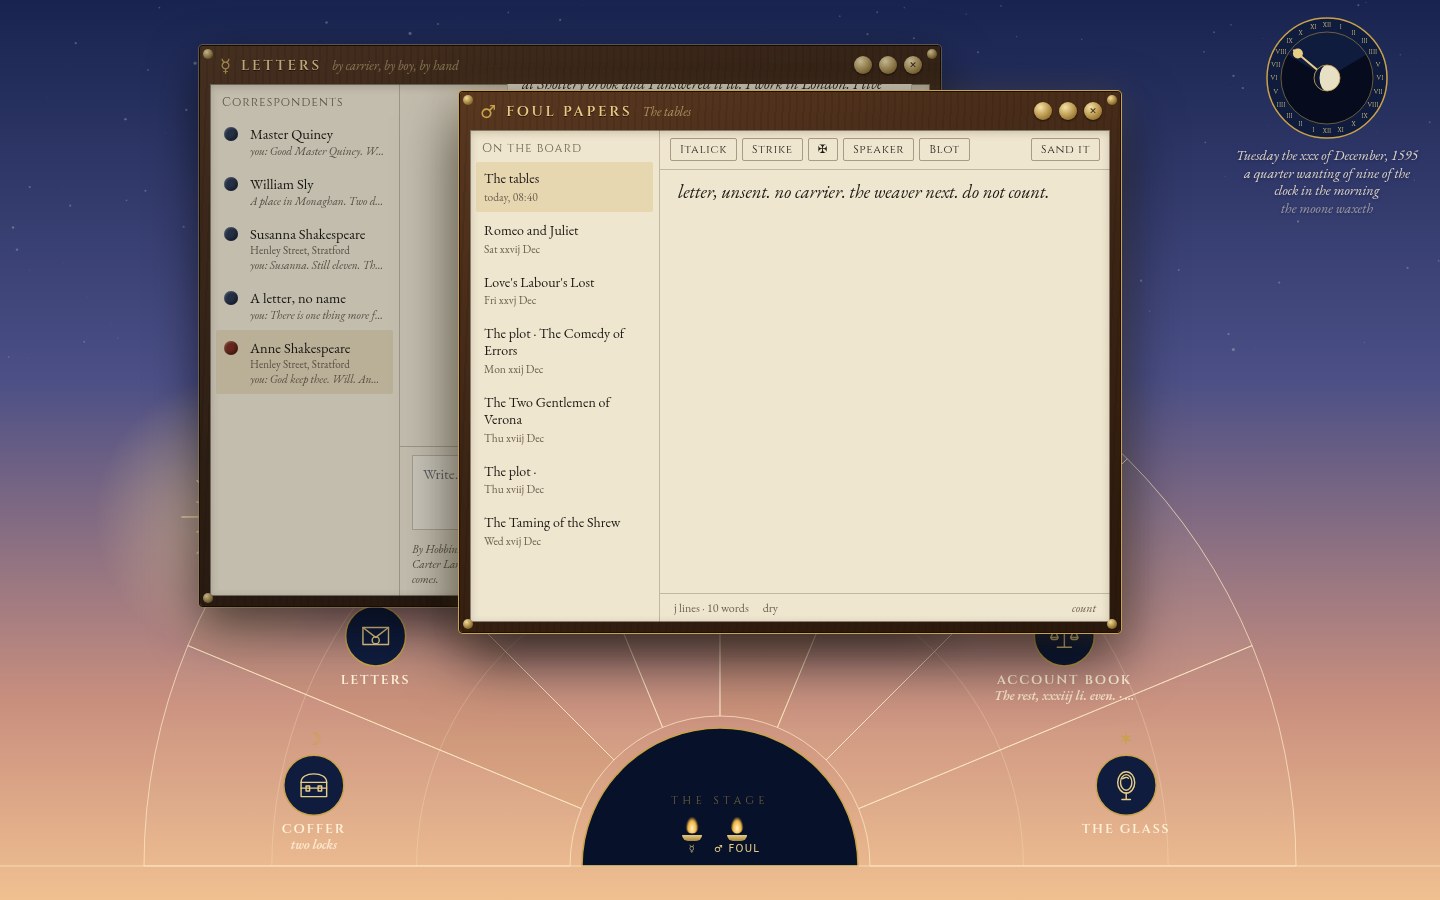 LETTERS by carrier, by boy, by hand
CORRESPONDENTS
Master Quiney
you: Good Master Quiney. W...
William Sly
A place in Monaghan. Two d...
Susanna Shakespeare
Henley Street, Stratford
you: Susanna. Still eleven. Th...
A letter, no name
you: There is one thing more f...
Anne Shakespeare
Henley Street, Stratford
you: God keep thee. Will. An...
Write.
By Hobbin
comes.
FOUL PAPERS The tables
ON THE BOARD
The tables
today, 08:40
Romeo and Juliet
Sat xxvij Dec
Love's Labour's Lost
Fri xxvj Dec
The plot · The Comedy of
Errors
Mon xxij Dec
The Two Gentlemen of
Verona
Thu xviij Dec
The plot ·
Thu xviij Dec
The Taming of the Shrew
Wed xvij Dec
ITALICK STRIKE ✠ SPEAKER BLOT SAND IT
letter, unsent. no carrier. the weaver next. do not count.
j lines · 10 words dry count
Tuesday the xxx of December, 1595
a quarter wanting of nine of the
clock in the morning
the moone waxeth
LETTERS
COFFER
two locks
THE STAGE
☿ ♂ FOUL
ACCOUNT BOOK
The rest, xxxiij li. even. · ...
THE GLASS